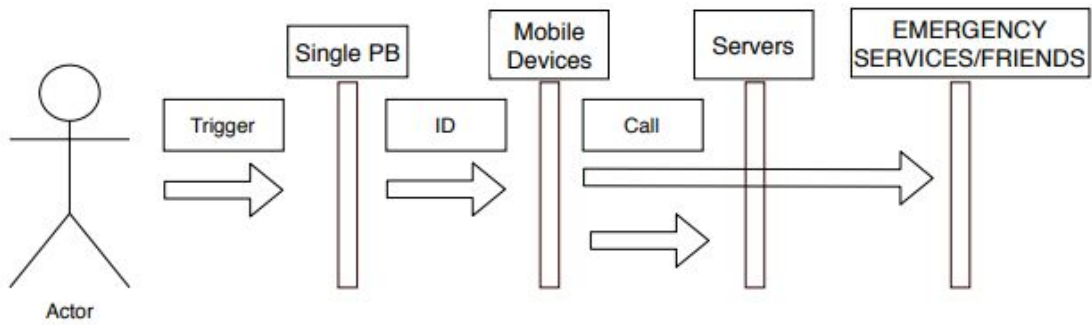 Single PB
Mobile
Devices
Servers
EMERGENCY
SERVICES/FRIENDS
Trigger
ID
Call
Actor